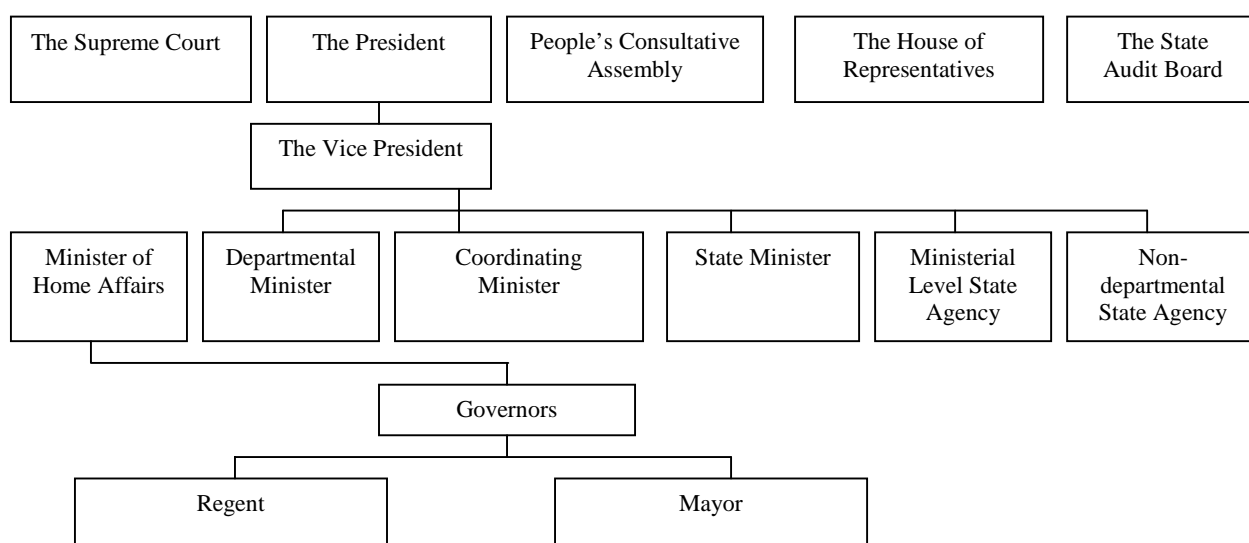 The Supreme Court
The President
People’s Consultative
Assembly
The House of
Representatives
The State
Audit Board
The Vice President
Minister of
Home Affairs
Departmental
Minister
Coordinating
Minister
State Minister
Ministerial
Level State
Agency
Non-
departmental
State Agency
Governors
Regent
Mayor